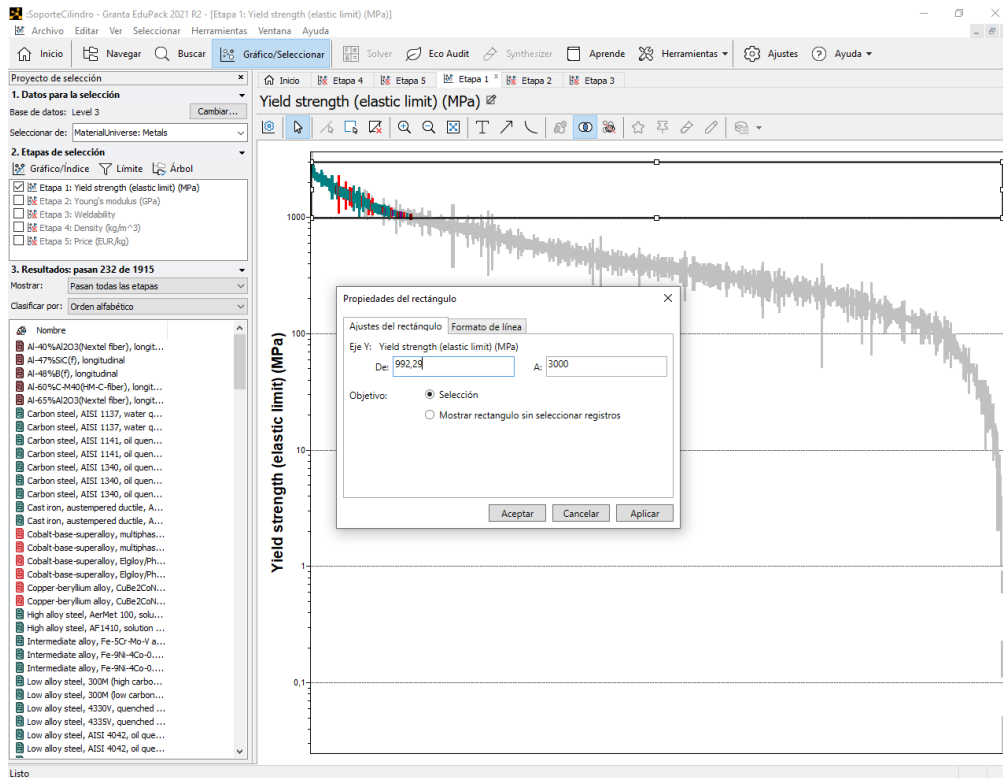 :SoporteCilindro - Granta EduPack 2021 R2 - [Etapa 1: Yield strength (elastic limit) (MPa)]
Archivo Editar Ver Seleccionar Herramientas Ventana Ayuda
Inicio Navegar Buscar Gráfico/Seleccionar Solver Eco Audit Synthesizer Aprende Herramientas Ajustes Ayuda
Proyecto de selección
1. Datos para la selección
Base de datos: Level 3 Cambiar...
Seleccionar de: MaterialUniverse: Metals
2. Etapas de selección
Gráfico/Índice Límite Árbol
Etapa 1: Yield strength (elastic limit) (MPa)
Etapa 2: Young's modulus (GPa)
Etapa 3: Weldability
Etapa 4: Density (kg/m^3)
Etapa 5: Price (EUR/kg)
3. Resultados: pasan 232 de 1915
Mostrar: Pasan todas las etapas
Clasificar por: Orden alfabético
Nombre
Al-40%Al2O3(Nextel fiber), longit...
Al-47%SiC(f), longitudinal
Al-48%B(f), longitudinal
Al-60%C-M40(HM-C-fiber), longit...
Al-65%Al2O3(Nextel fiber), longit...
Carbon steel, AISI 1137, water q...
Carbon steel, AISI 1137, water q...
Carbon steel, AISI 1141, oil quen...
Carbon steel, AISI 1141, oil quen...
Carbon steel, AISI 1340, oil quen...
Carbon steel, AISI 1340, oil quen...
Carbon steel, AISI 1340, oil quen...
Cast iron, austempered ductile, A...
Cast iron, austempered ductile, A...
Cobalt-base-superalloy, multiphas...
Cobalt-base-superalloy, multiphas...
Cobalt-base-superalloy, Elgiloy/Ph...
Cobalt-base-superalloy, Elgiloy/Ph...
Copper-beryllium alloy, CuBe2CoN...
Copper-beryllium alloy, CuBe2CoN...
High alloy steel, AerMet 100, solu...
High alloy steel, AF1410, solution ...
Intermediate alloy, Fe-5Cr-Mo-V a...
Intermediate alloy, Fe-9Ni-4Co-0....
Intermediate alloy, Fe-9Ni-4Co-0....
Low alloy steel, 300M (high carbo...
Low alloy steel, 300M (low carbon...
Low alloy steel, 4330V, quenched ...
Low alloy steel, 4335V, quenched ...
Low alloy steel, AISI 4042, oil que...
Low alloy steel, AISI 4042, oil que...
Listo
Inicio Etapa 4 Etapa 5 Etapa 1 Etapa 2 Etapa 3
Yield strength (elastic limit) (MPa)
Yield strength (elastic limit) (MPa)
1000
100
10
1
0,1
Propiedades del rectángulo
Ajustes del rectángulo Formato de línea
Eje Y: Yield strength (elastic limit) (MPa)
De: 992,29 A: 3000
Objetivo: Selección
Mostrar rectangulo sin seleccionar registros
Aceptar Cancelar Aplicar